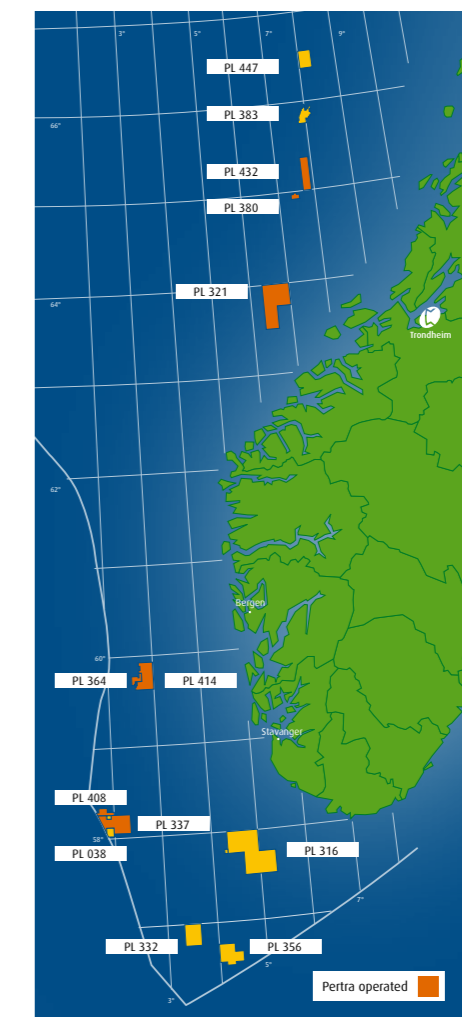 3°
5°
7°
9°
PL 447
PL 383
66°
PL 432
PL 380
PL 321
64°
Trondheim
62°
Bergen
60°
PL 364
PL 414
Stavanger
PL 408
PL 337
58°
PL 038
PL 316
7°
PL 332
PL 356
5°
Pertra operated
3°